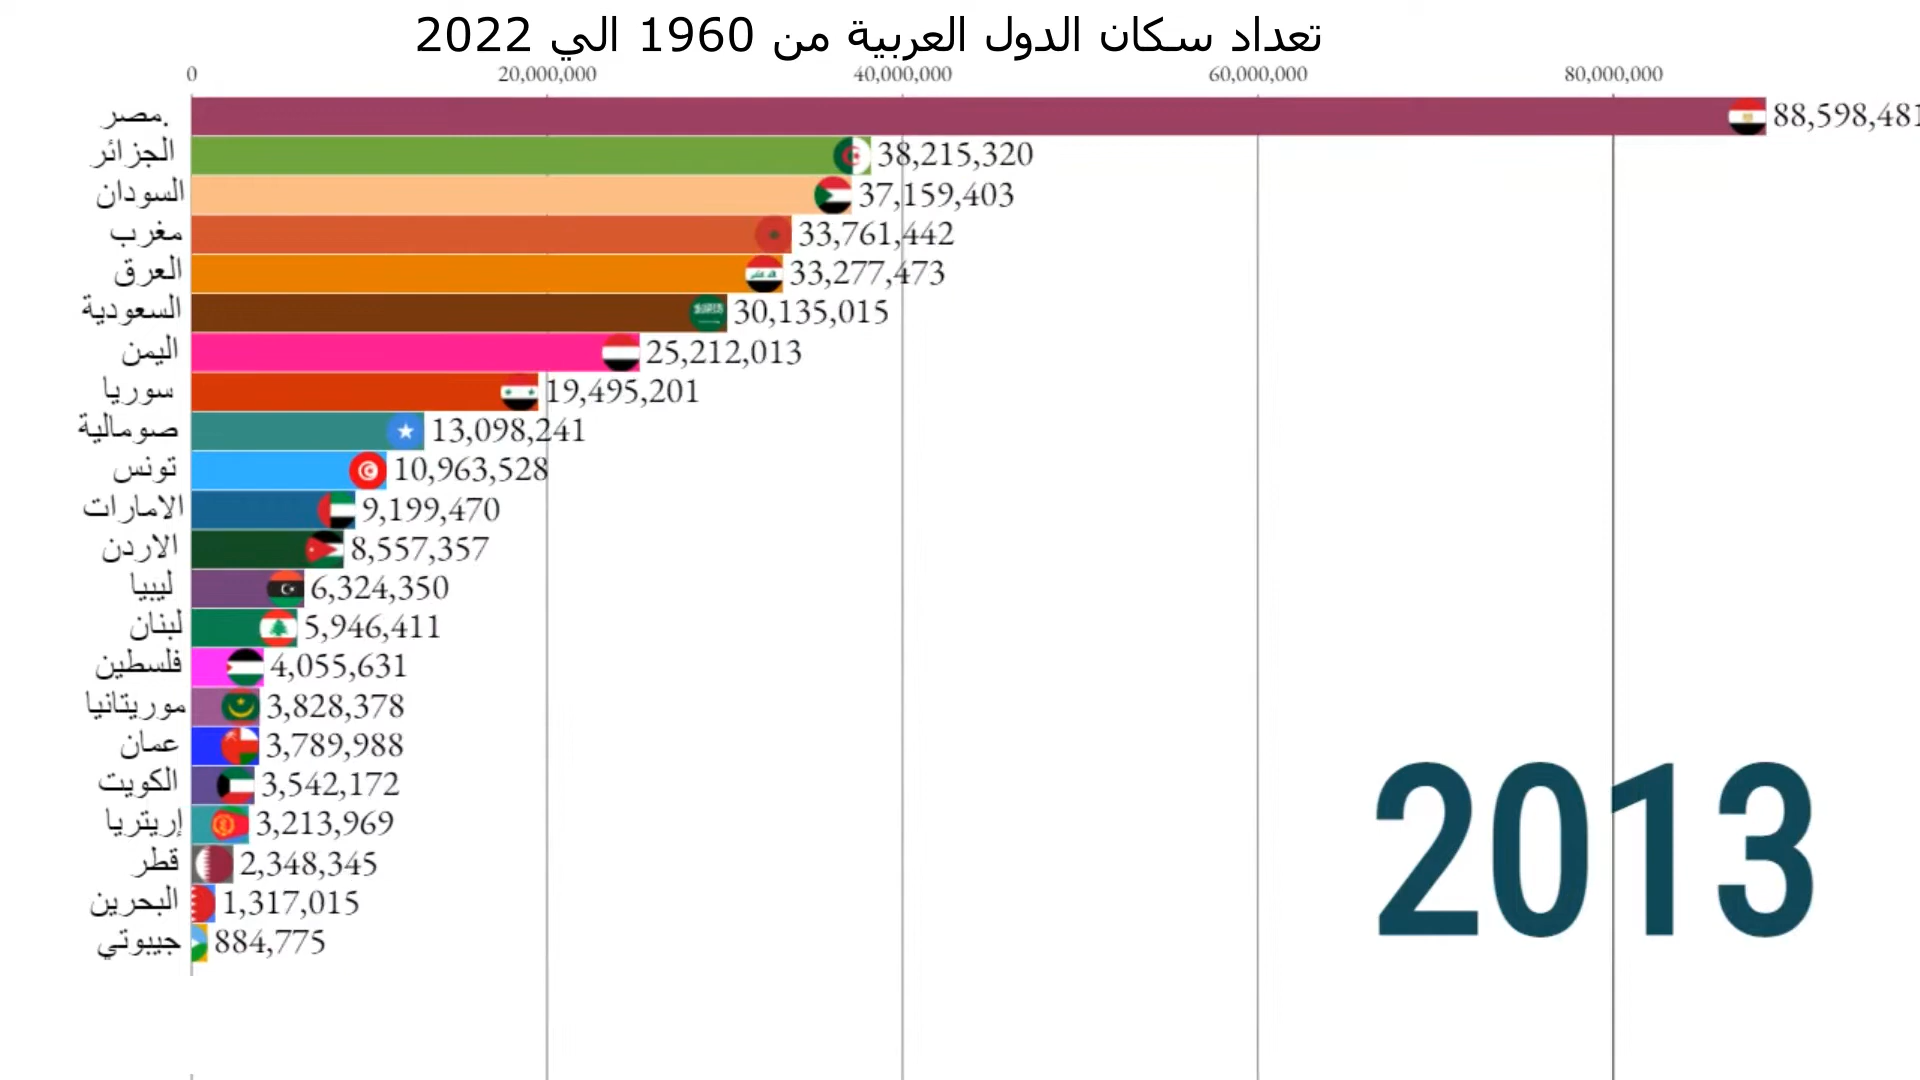 تعداد سكان الدول العربية من 1960 الي 2022
0 20,000,000 40,000,000 60,000,000 80,000,000
مصر. 88,598,481
الجزائر 38,215,320
السودان 37,159,403
مغرب 33,761,442
العرق 33,277,473
السعودية 30,135,015
اليمن 25,212,013
سوريا 19,495,201
صومالية 13,098,241
تونس 10,963,528
الامارات 9,199,470
الاردن 8,557,357
ليبيا 6,324,350
لبنان 5,946,411
فلسطين 4,055,631
موريتانيا 3,828,378
عمان 3,789,988
الكويت 3,542,172
إريتريا 3,213,969
قطر 2,348,345
البحرين 1,317,015
جيبوتي 884,775
2013